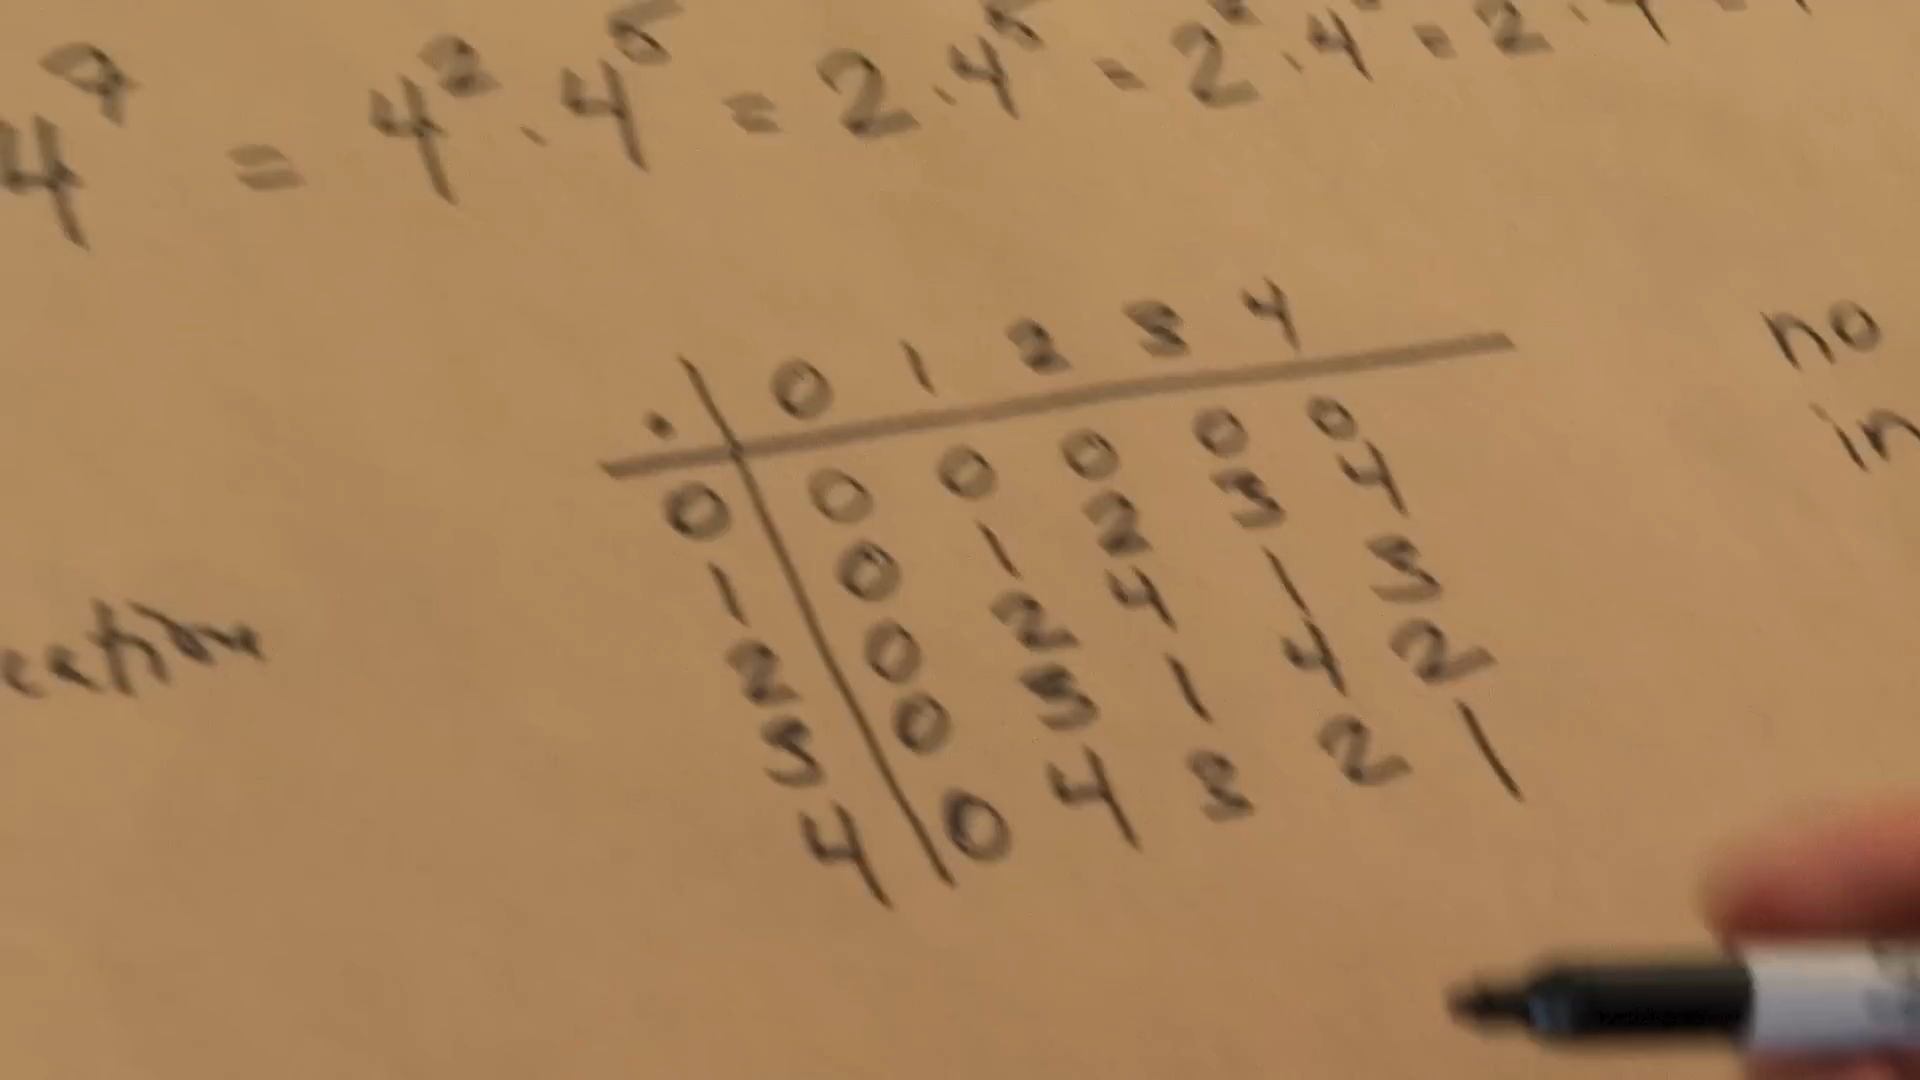 4⁷ = 4² · 4⁵ = 2 · 4⁵ = 2² · 4 = 2 · 4
· 0 1 2 3 4
0 0 0 0 0 0
1 0 1 2 3 4
2 0 2 4 1 3
3 0 3 1 4 2
4 0 4 3 2 1
no
in